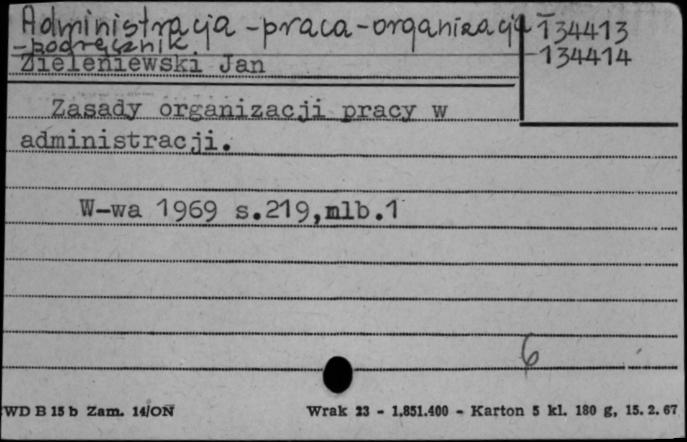 Administracja - praca - organizacja
- podręcznik
134413
134414
Zieleniewski Jan
Zasady organizacji pracy w
administracji.
W-wa 1969 s.219,mlb.1
6
WD B 15 b Zam. 14/ON
Wrak 23 - 1.851.400 - Karton 5 kl. 180 g, 15. 2. 67